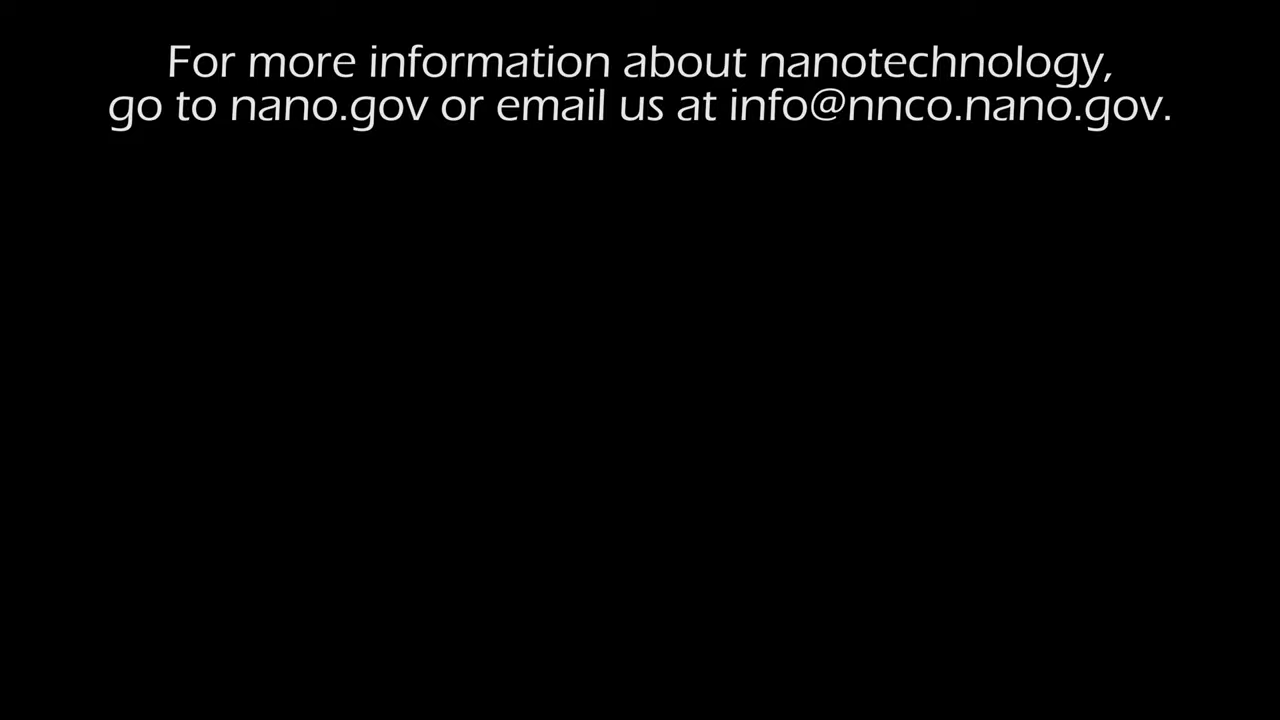 For more information about nanotechnology,
go to nano.gov or email us at info@nnco.nano.gov.